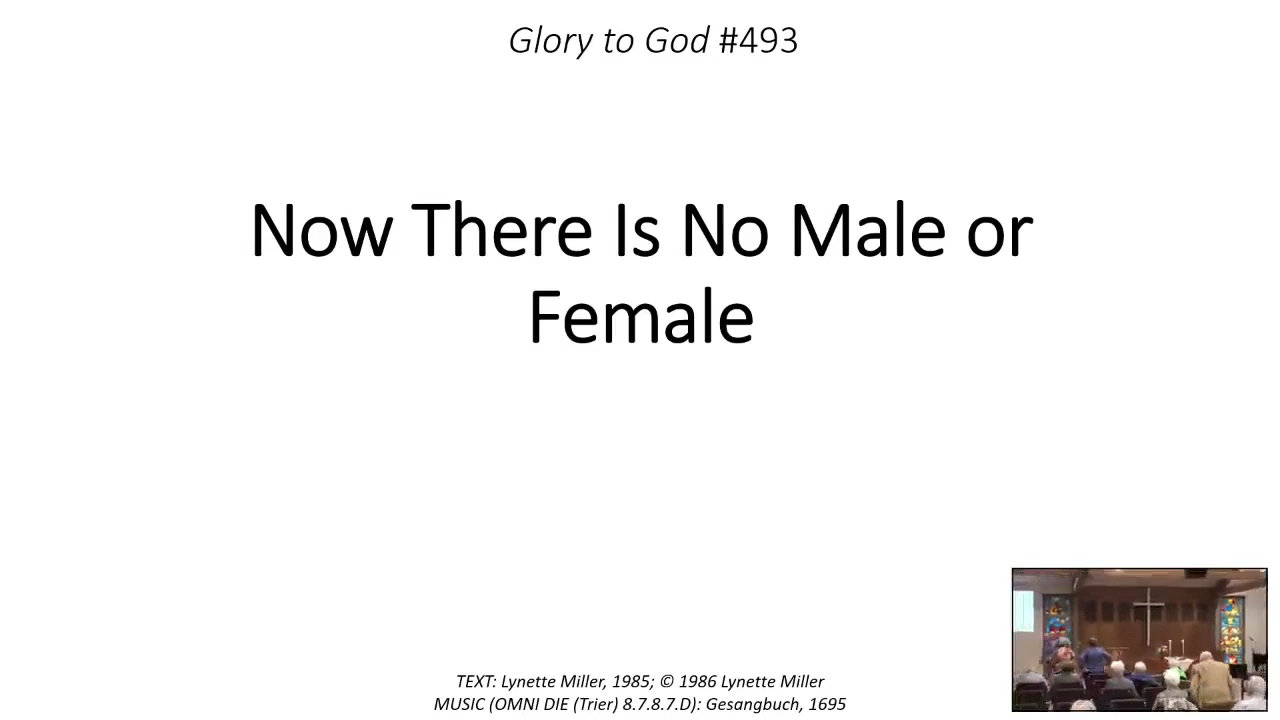 Glory to God #493
Now There Is No Male or
Female
TEXT: Lynette Miller, 1985; © 1986 Lynette Miller
MUSIC (OMNI DIE (Trier) 8.7.8.7.D): Gesangbuch, 1695